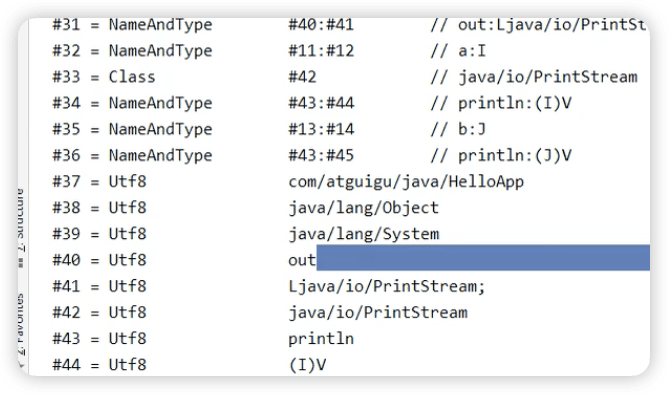 #31 = NameAndType #40:#41 // out:Ljava/io/PrintSt
#32 = NameAndType #11:#12 // a:I
#33 = Class #42 // java/io/PrintStream
#34 = NameAndType #43:#44 // println:(I)V
#35 = NameAndType #13:#14 // b:J
#36 = NameAndType #43:#45 // println:(J)V
#37 = Utf8 com/atguigu/java/HelloApp
#38 = Utf8 java/lang/Object
#39 = Utf8 java/lang/System
#40 = Utf8 out
#41 = Utf8 Ljava/io/PrintStream;
#42 = Utf8 java/io/PrintStream
#43 = Utf8 println
#44 = Utf8 (I)V
Z: Structure
2: Favorites